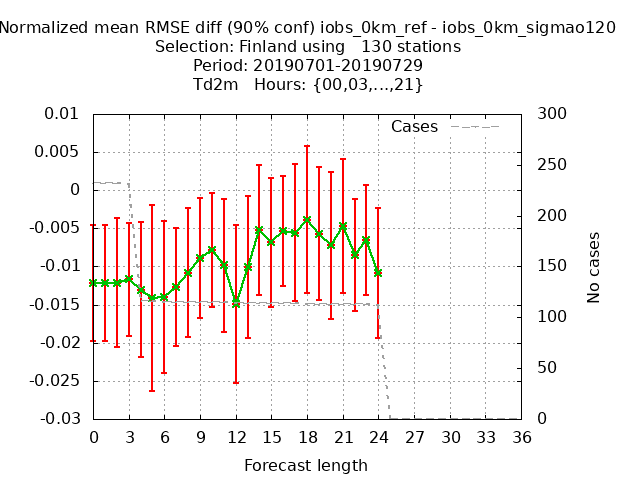 Normalized mean RMSE diff (90% conf) iobs_0km_ref - iobs_0km_sigmao120
Selection: Finland using   130 stations
Period: 20190701-20190729
Td2m   Hours: {00,03,...,21}
0.01
0.005
0
-0.005
-0.01
-0.015
-0.02
-0.025
-0.03
Cases
300
250
200
150
100
50
0
No cases
0 3 6 9 12 15 18 21 24 27 30 33 36
Forecast length